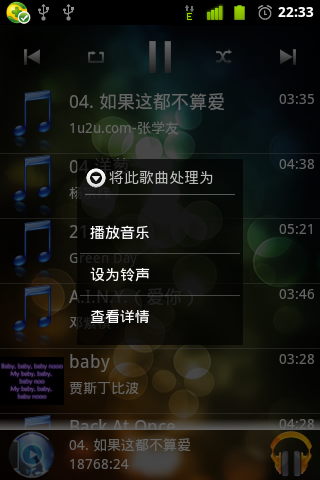 E
22:33
04. 如果这都不算爱
03:35
1u2u.com-张学友
04.洋葱
04:38
杨
将此歌曲处理为
播放音乐
21
05:21
Green Day
设为铃声
A.I.N.Y.（爱你）
03:46
邓
查看详情
Baby, baby, baby nooo
My baby, baby,
baby noo
My baby, baby,
baby nooo
baby
03:28
贾斯丁比波
Back At Once
04:28
04. 如果这都不算爱
18768:24